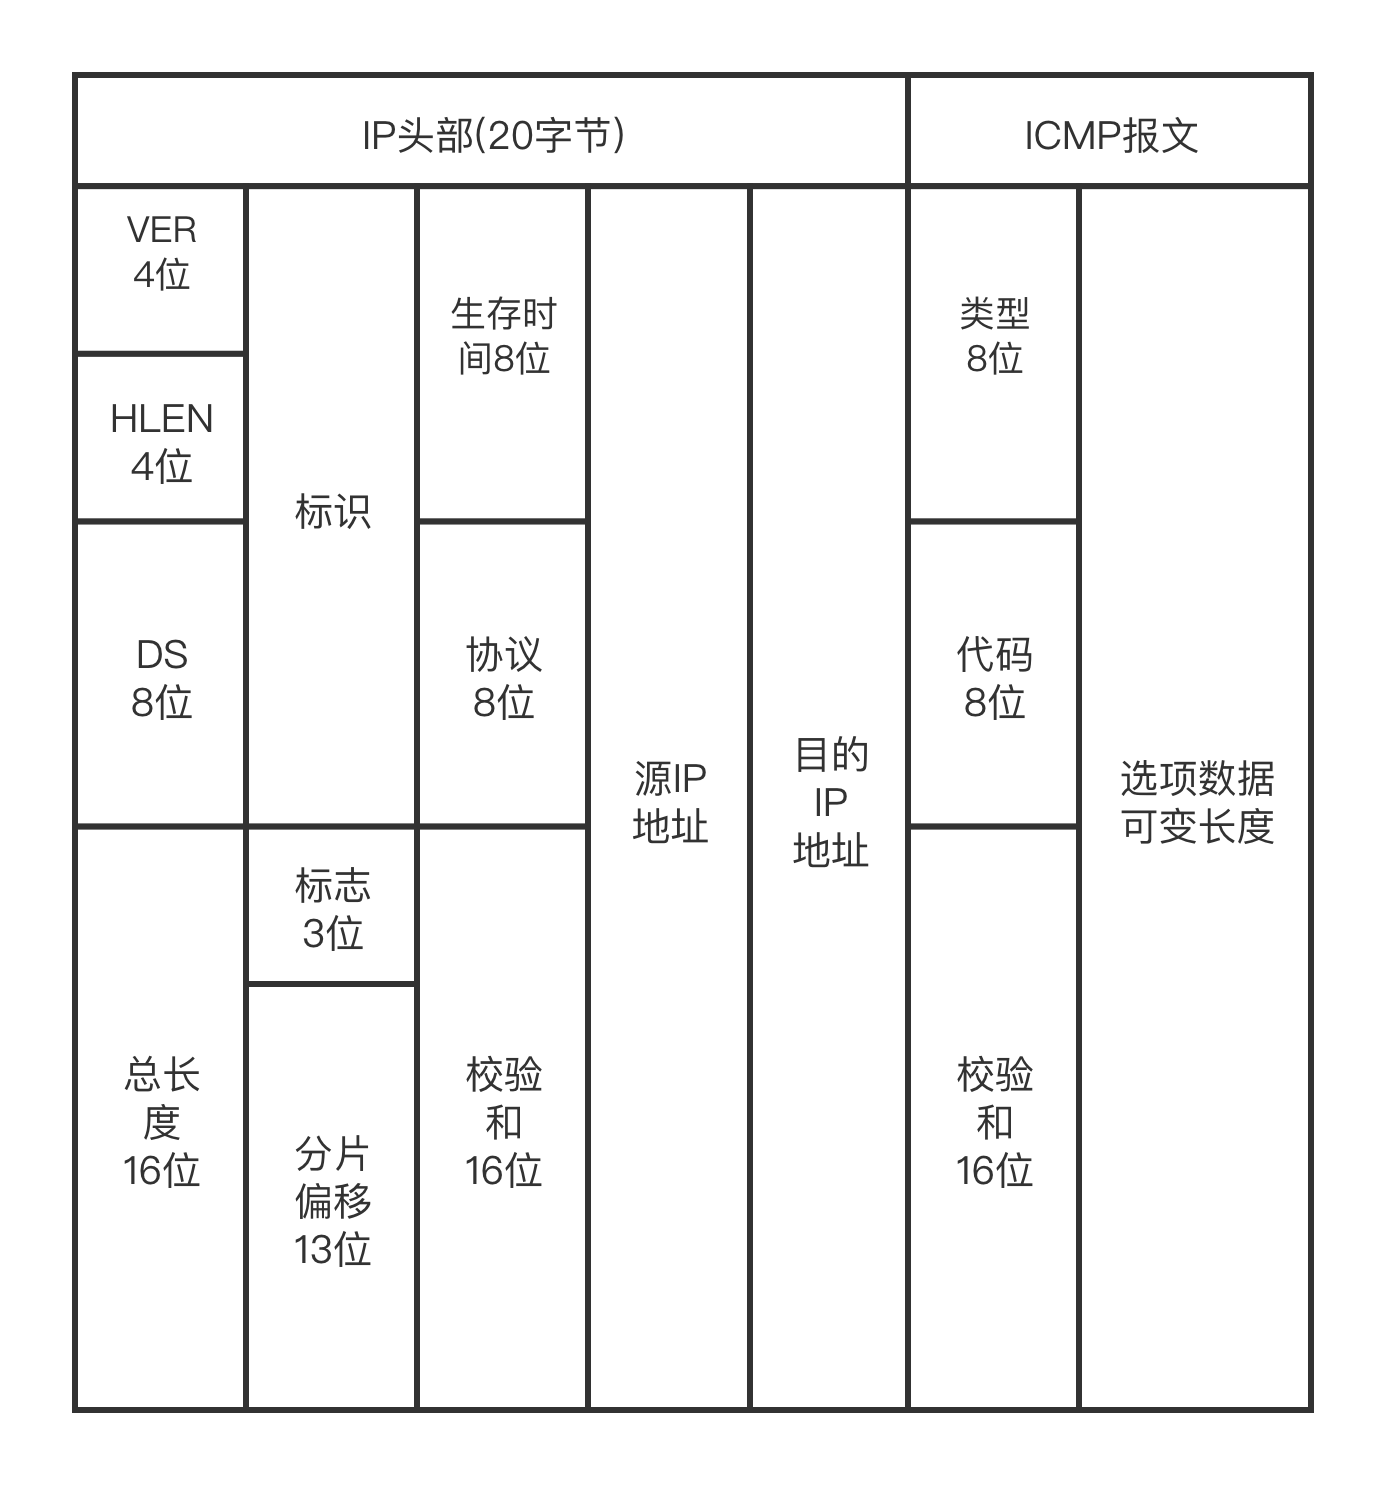 IP头部(20字节)
ICMP报文
VER
4位
HLEN
4位
DS
8位
总长
度
16位
标识
标志
3位
分片
偏移
13位
生存时
间8位
协议
8位
校验
和
16位
源IP
地址
目的
IP
地址
类型
8位
代码
8位
校验
和
16位
选项数据
可变长度